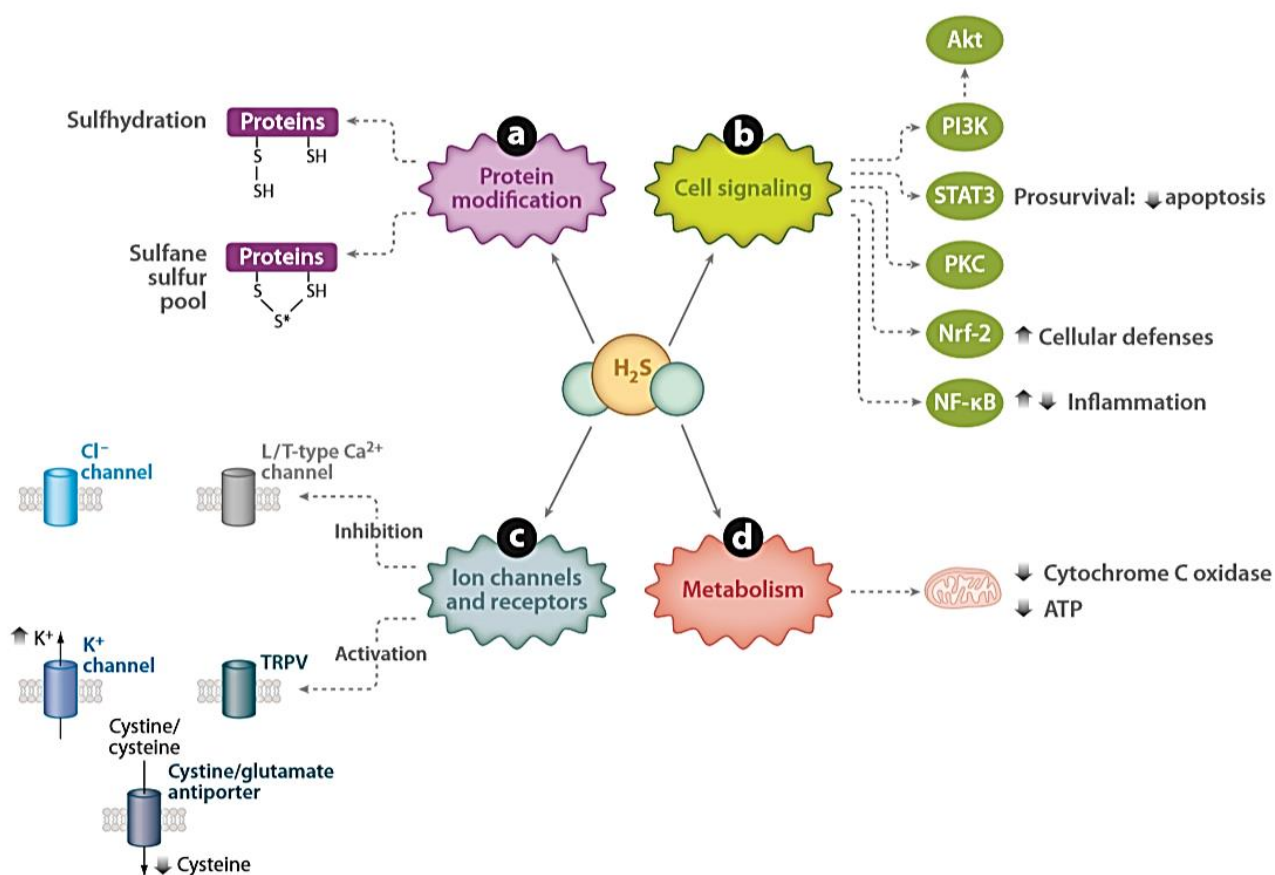 Akt
PI3K
STAT3
Prosurvival: apoptosis
PKC
Nrf-2
Cellular defenses
NF-κB
Inflammation
b
Cell signaling
a
Protein
modification
Sulfhydration
Proteins
S
SH
SH
Sulfane
sulfur
pool
Proteins
S
SH
S*
H₂S
Cl⁻
channel
L/T-type Ca²⁺
channel
Inhibition
c
Ion channels
and receptors
Activation
K⁺
K⁺
channel
TRPV
Cystine/
cysteine
Cystine/glutamate
antiporter
Cysteine
d
Metabolism
Cytochrome C oxidase
ATP